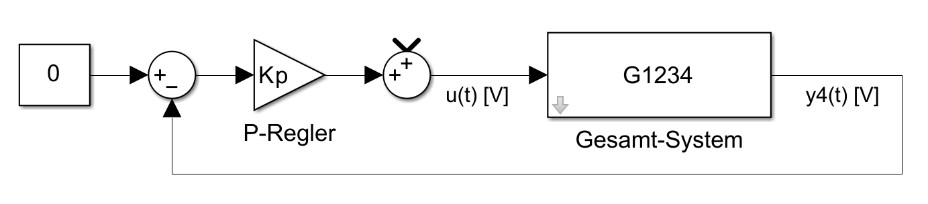 0
+
−
Kp
P-Regler
+
+
u(t) [V]
G1234
Gesamt-System
y4(t) [V]